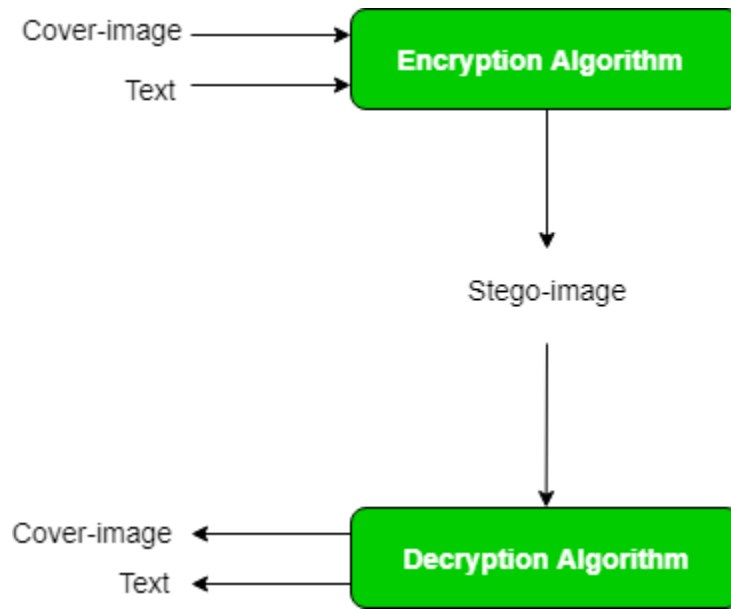 Cover-image
Encryption Algorithm
Text
Stego-image
Cover-image
Decryption Algorithm
Text